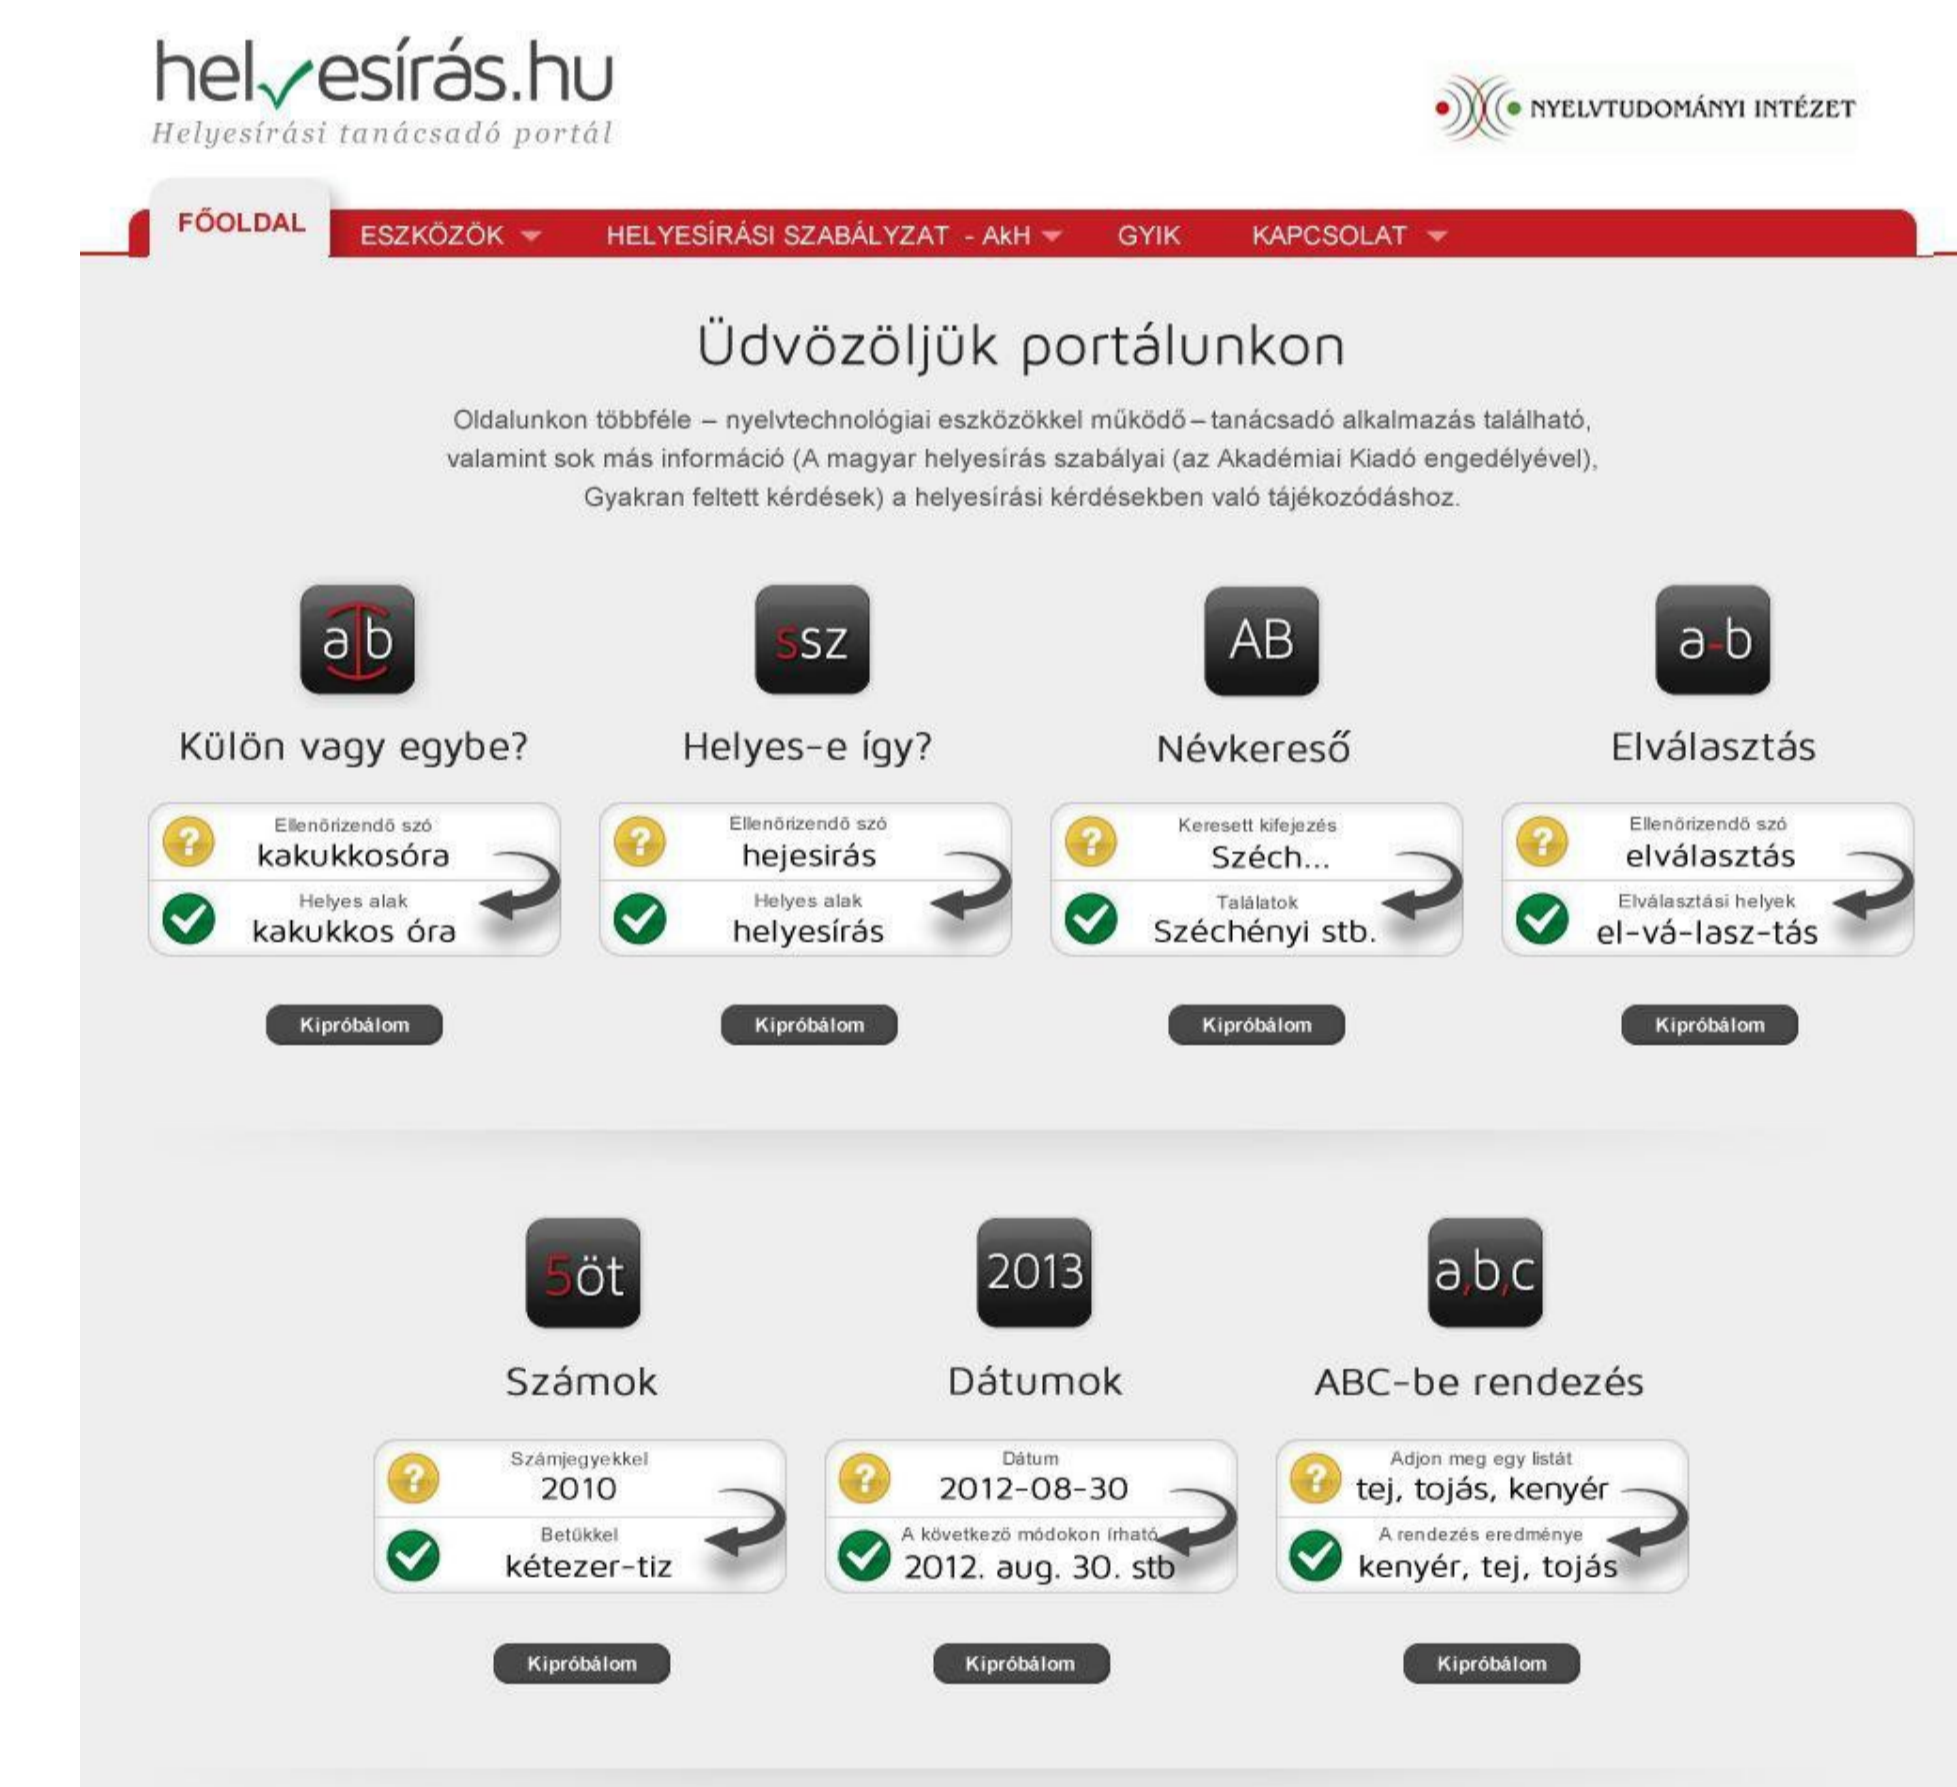 helyesírás.hu
Helyesírási tanácsadó portál
NYELVTUDOMÁNYI INTÉZET
FŐOLDAL ESZKÖZÖK HELYESÍRÁSI SZABÁLYZAT - AkH GYIK KAPCSOLAT
Üdvözöljük portálunkon
Oldalunkon többféle – nyelvtechnológiai eszközökkel működő – tanácsadó alkalmazás található,
valamint sok más információ (A magyar helyesírás szabályai (az Akadémiai Kiadó engedélyével),
Gyakran feltett kérdések) a helyesírási kérdésekben való tájékozódáshoz.
ab
Külön vagy egybe?
? Ellenőrizendő szó
kakukkosóra
Helyes alak
kakukkos óra
Kipróbálom
ssz
Helyes-e így?
? Ellenőrizendő szó
hejesirás
Helyes alak
helyesírás
Kipróbálom
AB
Névkereső
? Keresett kifejezés
Széch...
Találatok
Széchényi stb.
Kipróbálom
a-b
Elválasztás
? Ellenőrizendő szó
elválasztás
Elválasztási helyek
el-vá-lasz-tás
Kipróbálom
5öt
Számok
? Számjegyekkel
2010
Betűkkel
kétezer-tiz
Kipróbálom
2013
Dátumok
? Dátum
2012-08-30
A következő módokon írható
2012. aug. 30. stb
Kipróbálom
a,b,c
ABC-be rendezés
? Adjon meg egy listát
tej, tojás, kenyér
A rendezés eredménye
kenyér, tej, tojás
Kipróbálom